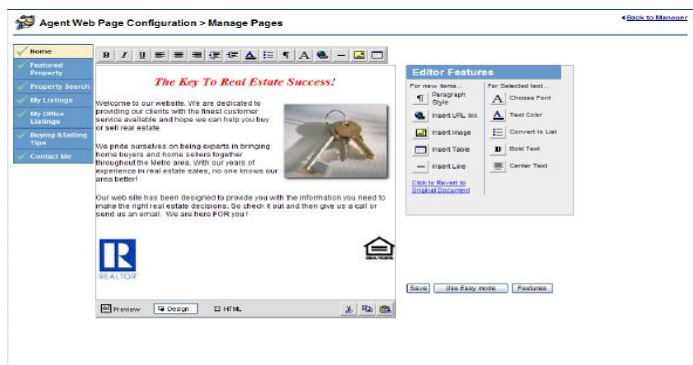 Agent Web Page Configuration > Manage Pages
Back to Manager
Home
Featured
Property
Property Search
My Listings
My Office
Listings
Buying &Selling
Tips
Contact Me
B I U
The Key To Real Estate Success!
Welcome to our website. We are dedicated to
providing our clients with the finest customer
service available and hope we can help you buy
or sell real estate.
We pride ourselves on being experts in bringing
home buyers and home sellers together
throughout the Metro area. With our years of
experience in real estate sales, no one knows our
area better!
Our web site has been designed to provide you with the information you need to
make the right real estate decisions. So check it out and then give us a call or
send us an email. We are here FOR you!
R
REALTOR
Preview Design HTML
Editor Features
For new items... For Selected text...
Paragraph
Style
Choose Font
Insert URL link Text Color
Insert Image Convert to List
Insert Table Bold Text
Insert Line Center Text
Click to Revert to
Original Document
Save Use Easy mode Features